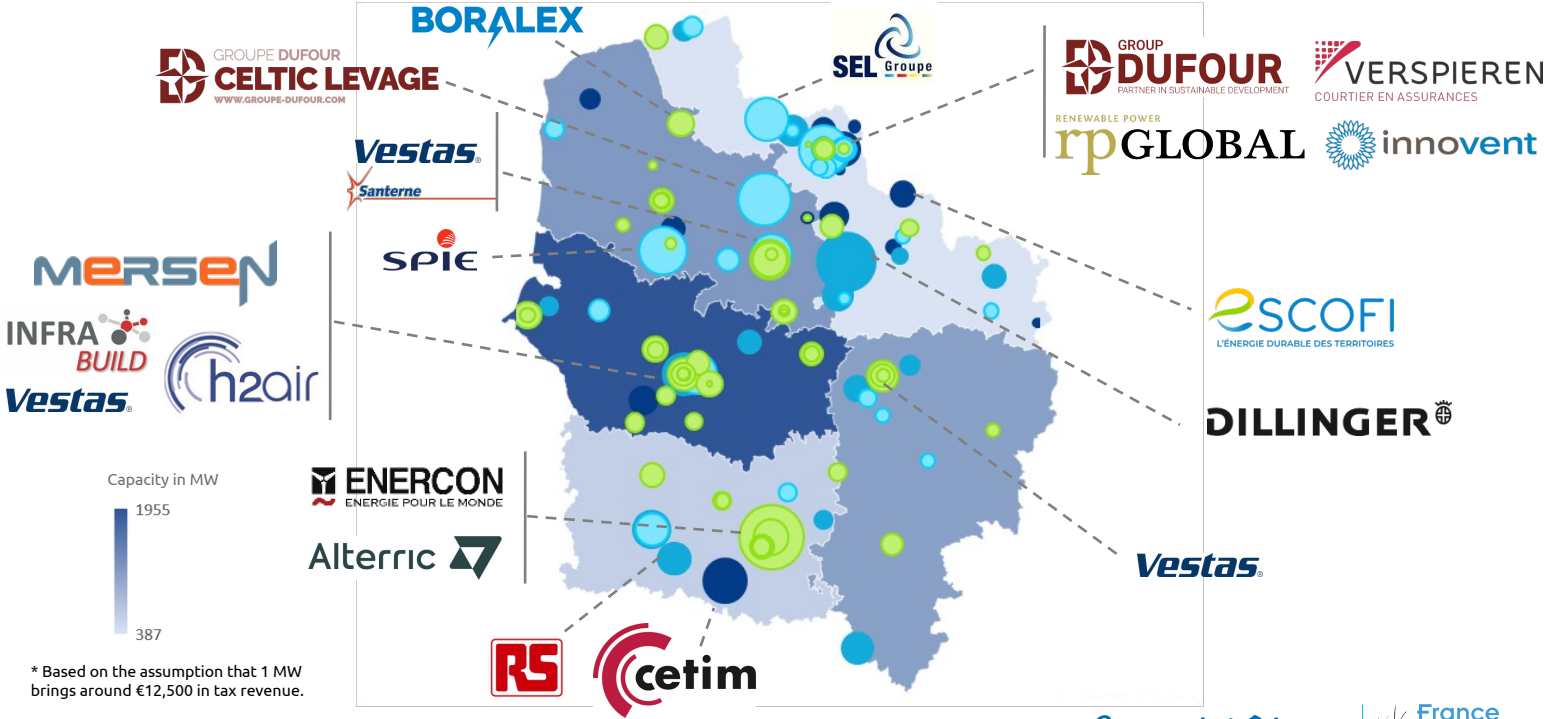 BORALEX
GROUPE DUFOUR
CELTIC LEVAGE
WWW.GROUPE-DUFOUR.COM
SEL Groupe
GROUP
DUFOUR
PARTNER IN SUSTAINABLE DEVELOPMENT
VERSPIEREN
COURTIER EN ASSURANCES
RENEWABLE POWER
rp GLOBAL
innovent
Vestas®
Santerne
SPIE
MERSEN
INFRA
BUILD
h2air
Vestas®
eSCOFI
L'ÉNERGIE DURABLE DES TERRITOIRES
DILLINGER
Capacity in MW
1955
387
ENERCON
ENERGIE POUR LE MONDE
Alterric
Vestas®
RS
cetim
* Based on the assumption that 1 MW
brings around €12,500 in tax revenue.
France